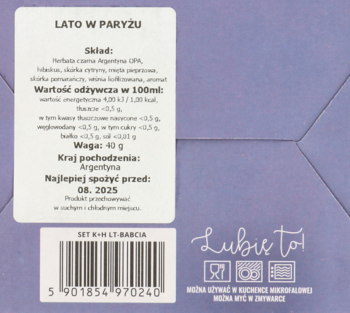 LATO W PARYŻU
Skład:
Herbata czarna Argentyna OPA,
hibiskus, skórka cytryny, mięta pieprzowa,
skórka pomarańczy, wiśnia liofilizowana, aromat
Wartość odżywcza w 100ml:
wartość energetyczna 4,00 kJ / 1,00 kcal,
tłuszcze <0,5 g,
w tym kwasy tłuszczowe nasycone <0,5 g,
węglowodany <0,5 g, w tym cukry <0,5 g,
białko <0,5 g, sól <0,01 g
Waga: 40 g
Kraj pochodzenia:
Argentyna
Najlepiej spożyć przed:
08. 2025
Produkt przechowywać
w suchym i chłodnym miejscu.
SET K+H LT-BABCIA
5 901854 970240
Lubię to!
MOŻNA UŻYWAĆ W KUCHENCE MIKROFALOWEJ
MOŻNA MYĆ W ZMYWARCE